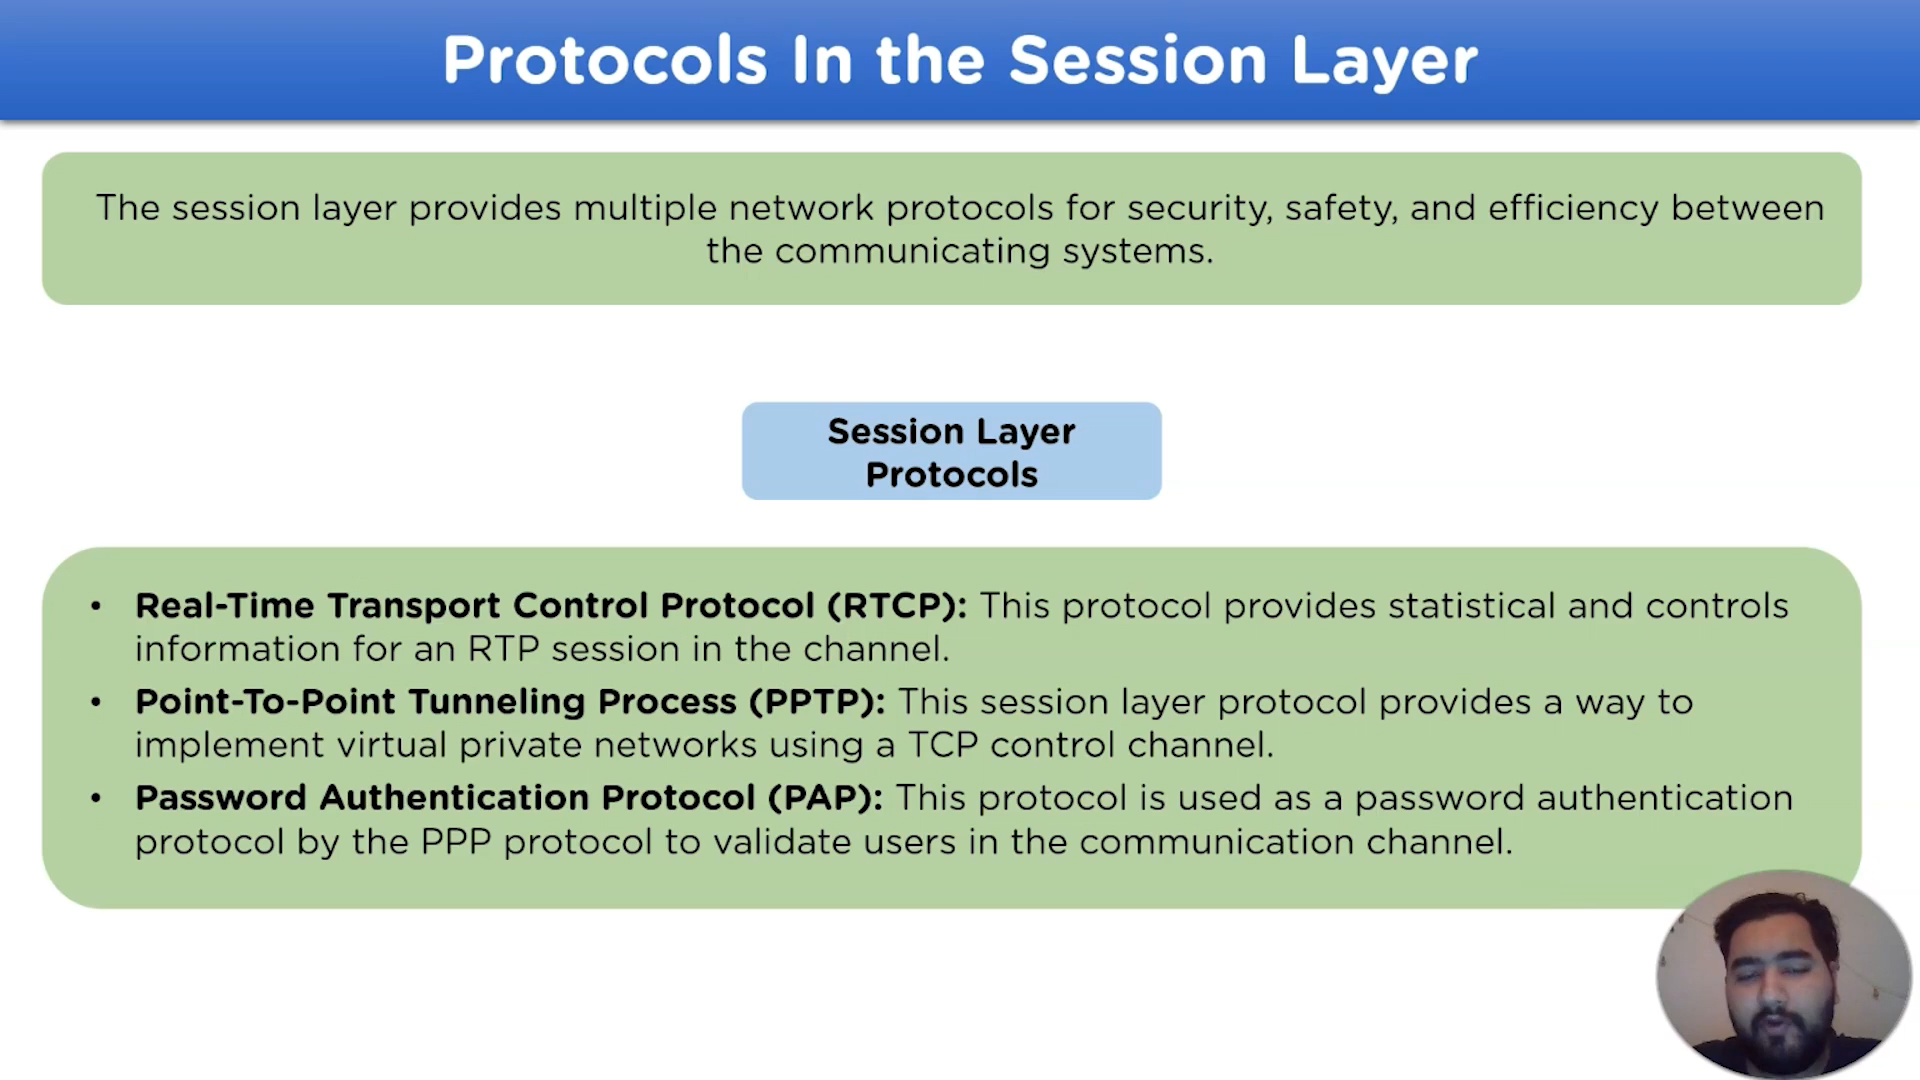 Protocols In the Session Layer
The session layer provides multiple network protocols for security, safety, and efficiency between
the communicating systems.
Session Layer
Protocols
• Real-Time Transport Control Protocol (RTCP): This protocol provides statistical and controls
information for an RTP session in the channel.
• Point-To-Point Tunneling Process (PPTP): This session layer protocol provides a way to
implement virtual private networks using a TCP control channel.
• Password Authentication Protocol (PAP): This protocol is used as a password authentication
protocol by the PPP protocol to validate users in the communication channel.